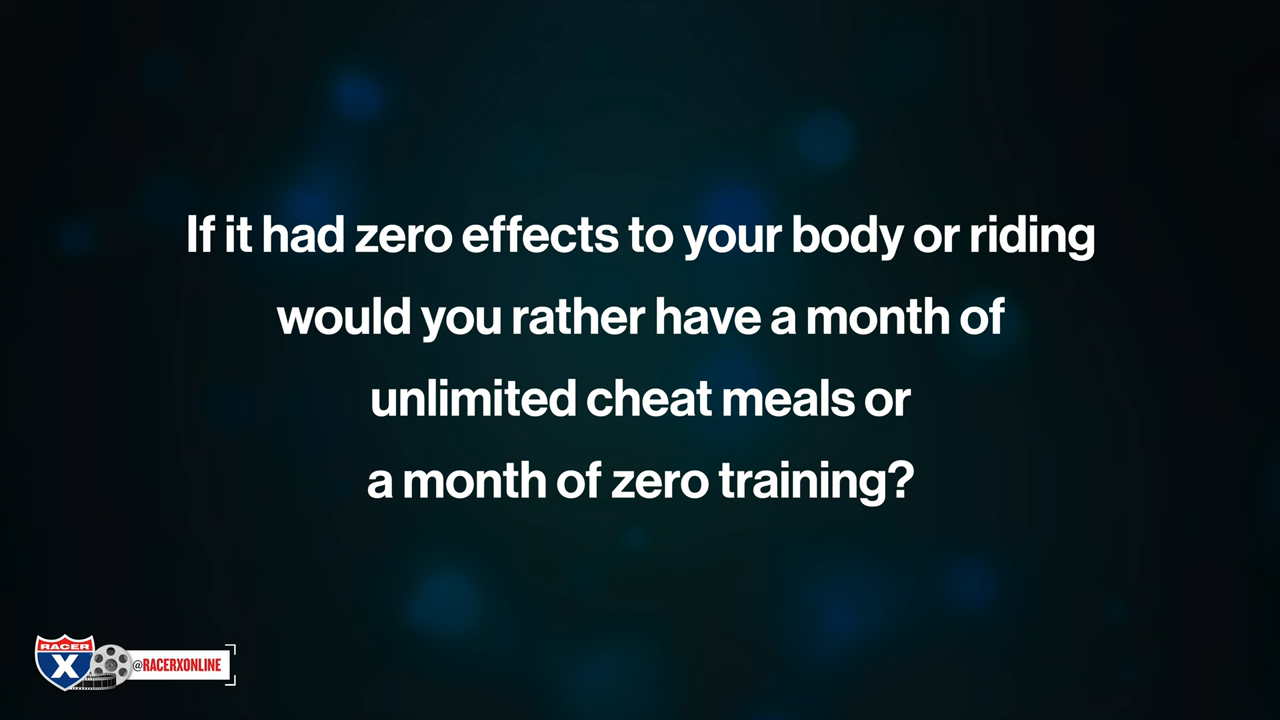 If it had zero effects to your body or riding
would you rather have a month of
unlimited cheat meals or
a month of zero training?
RACER
X
@RACERXONLINE